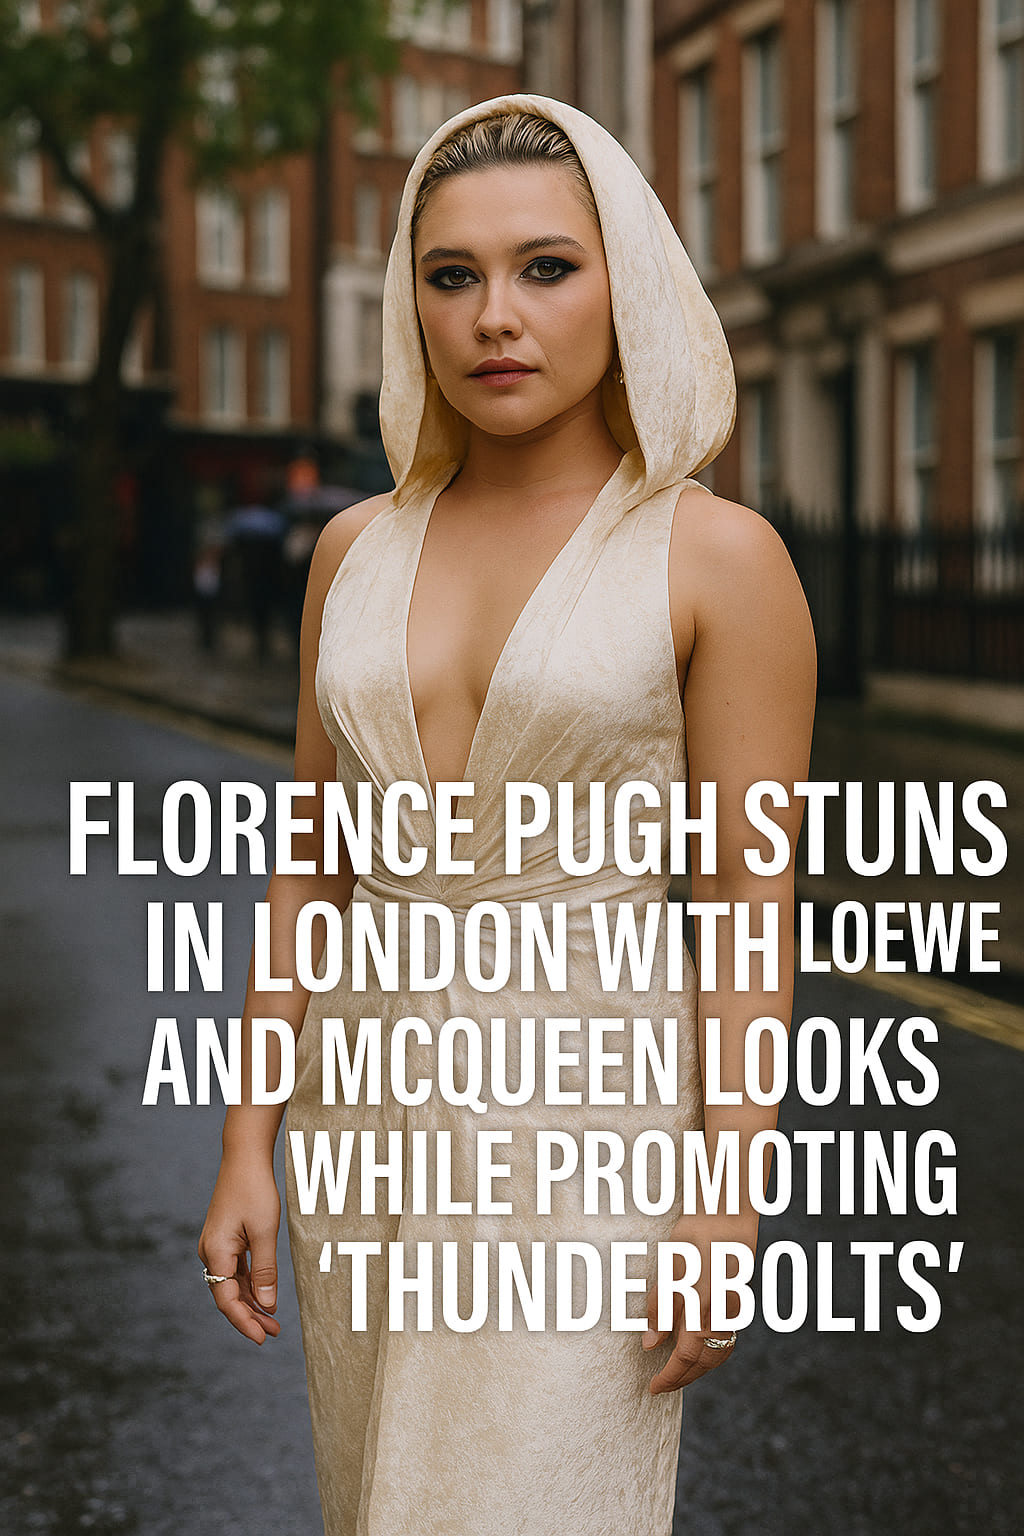 FLORENCE PUGH STUNS
IN LONDON WITH LOEWE
AND MCQUEEN LOOKS
WHILE PROMOTING
‘THUNDERBOLTS’